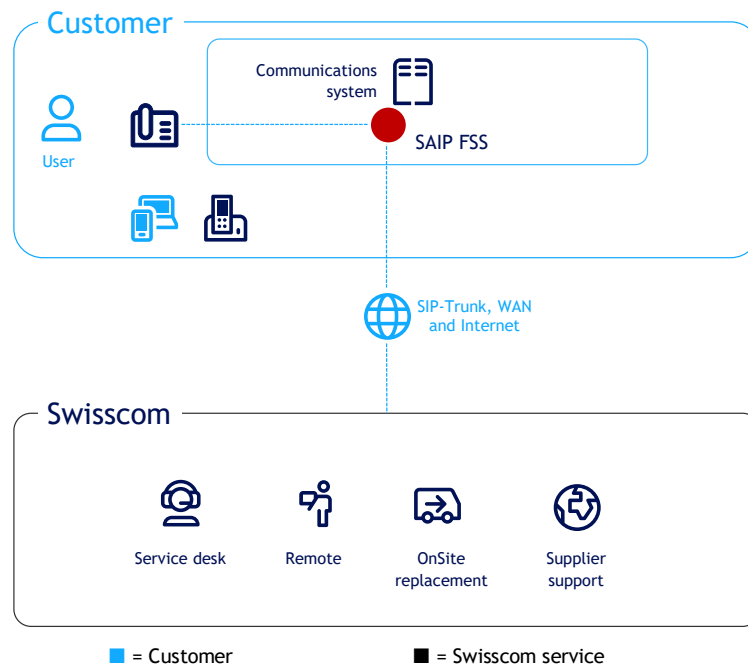 Customer
Communications
system
SAIP FSS
User
SIP-Trunk, WAN
and Internet
Swisscom
Service desk
Remote
OnSite
replacement
Supplier
support
= Customer
= Swisscom service